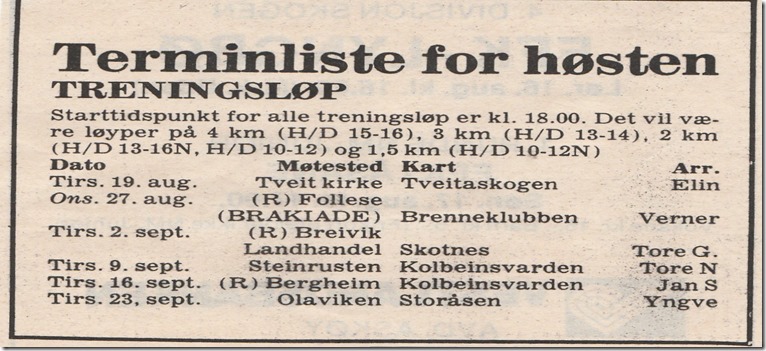 Terminliste for høsten
TRENINGSLØP
Starttidspunkt for alle treningsløp er kl. 18.00. Det vil væ-
re løyper på 4 km (H/D 15-16), 3 km (H/D 13-14), 2 km
(H/D 13-16N, H/D 10-12) og 1,5 km (H/D 10-12N)
Dato Møtested Kart Arr.
Tirs. 19. aug. Tveit kirke Tveitaskogen Elin
Ons. 27. aug. (R) Follese
(BRAKIADE) Brenneklubben Verner
Tirs. 2. sept. (R) Breivik
Landhandel Skotnes Tore G.
Tirs. 9. sept. Steinrusten Kolbeinsvarden Tore N
Tirs. 16. sept. (R) Bergheim Kolbeinsvarden Jan S
Tirs. 23, sept. Olaviken Storåsen Yngve